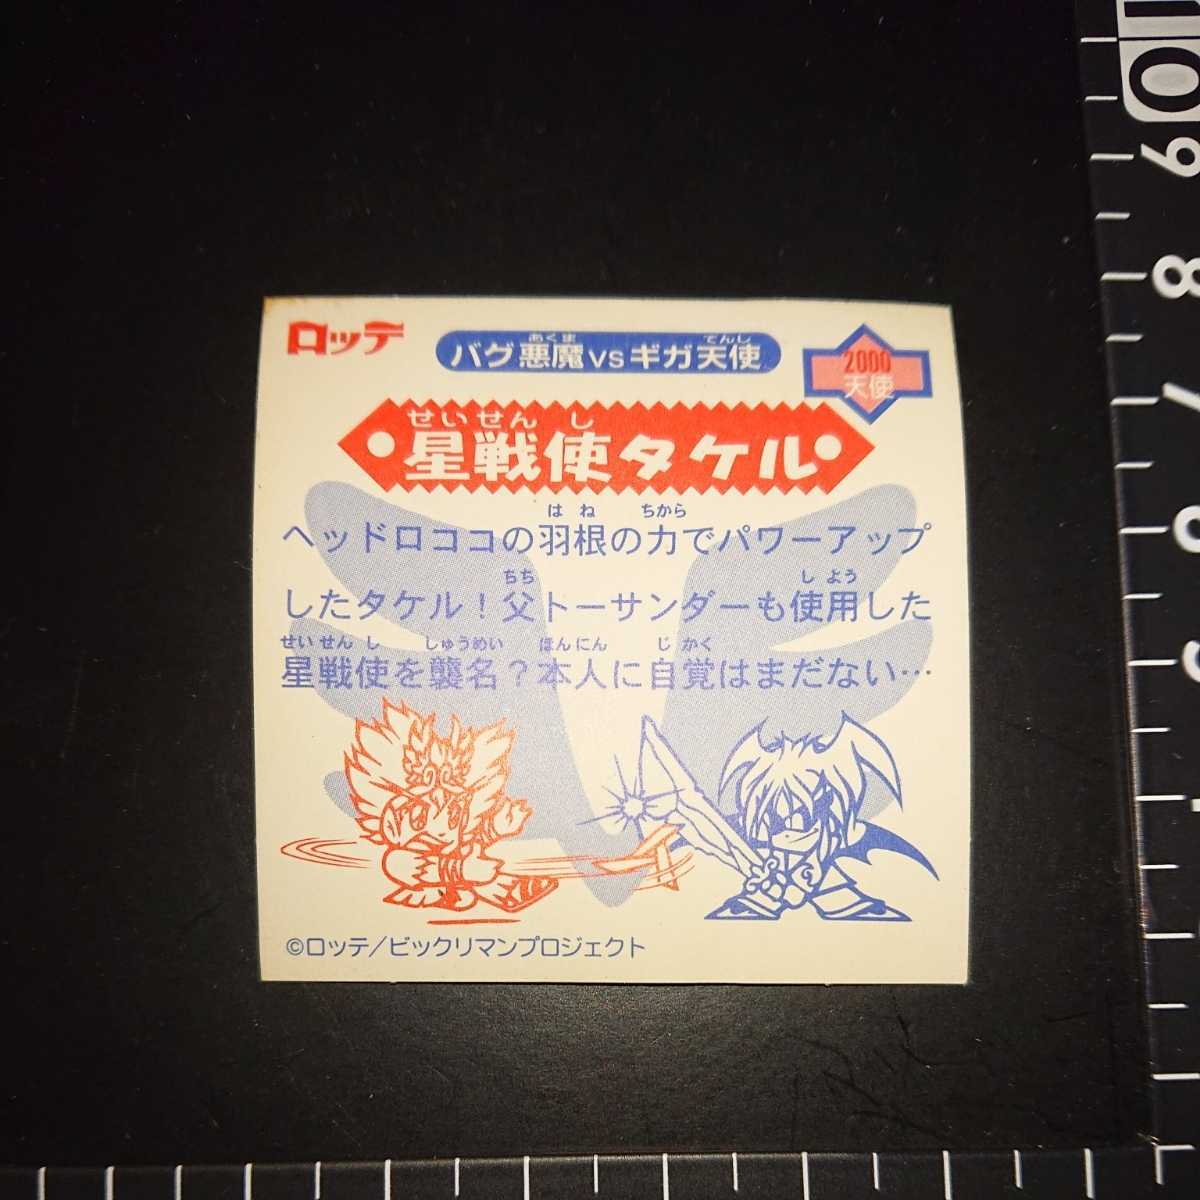 ロッテ
バグ悪魔vsギガ天使
あくま
てんし
2000
天使
せいせんし
星戦使タケル
はね
ちから
ヘッドロココの羽根の力でパワーアップ
ちち
しよう
したタケル！父トーサンダーも使用した
せいせんし
しゅうめい
ほんにん
じかく
星戦使を襲名？本人に自覚はまだない…
©ロッテ/ビックリマンプロジェクト
10
9
8
7
6
5